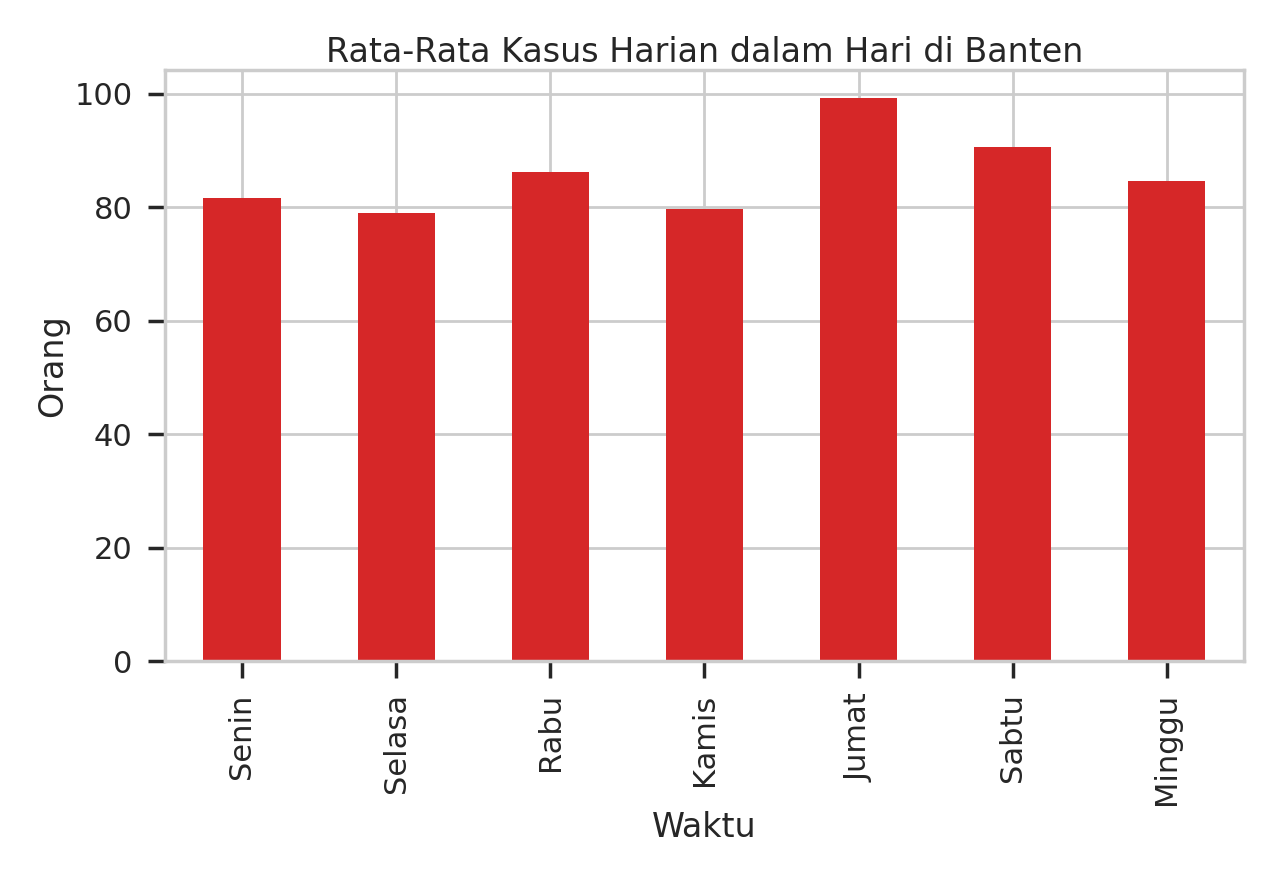 Rata-Rata Kasus Harian dalam Hari di Banten
100
80
60
40
20
0
Orang
Senin
Selasa
Rabu
Kamis
Jumat
Sabtu
Minggu
Waktu